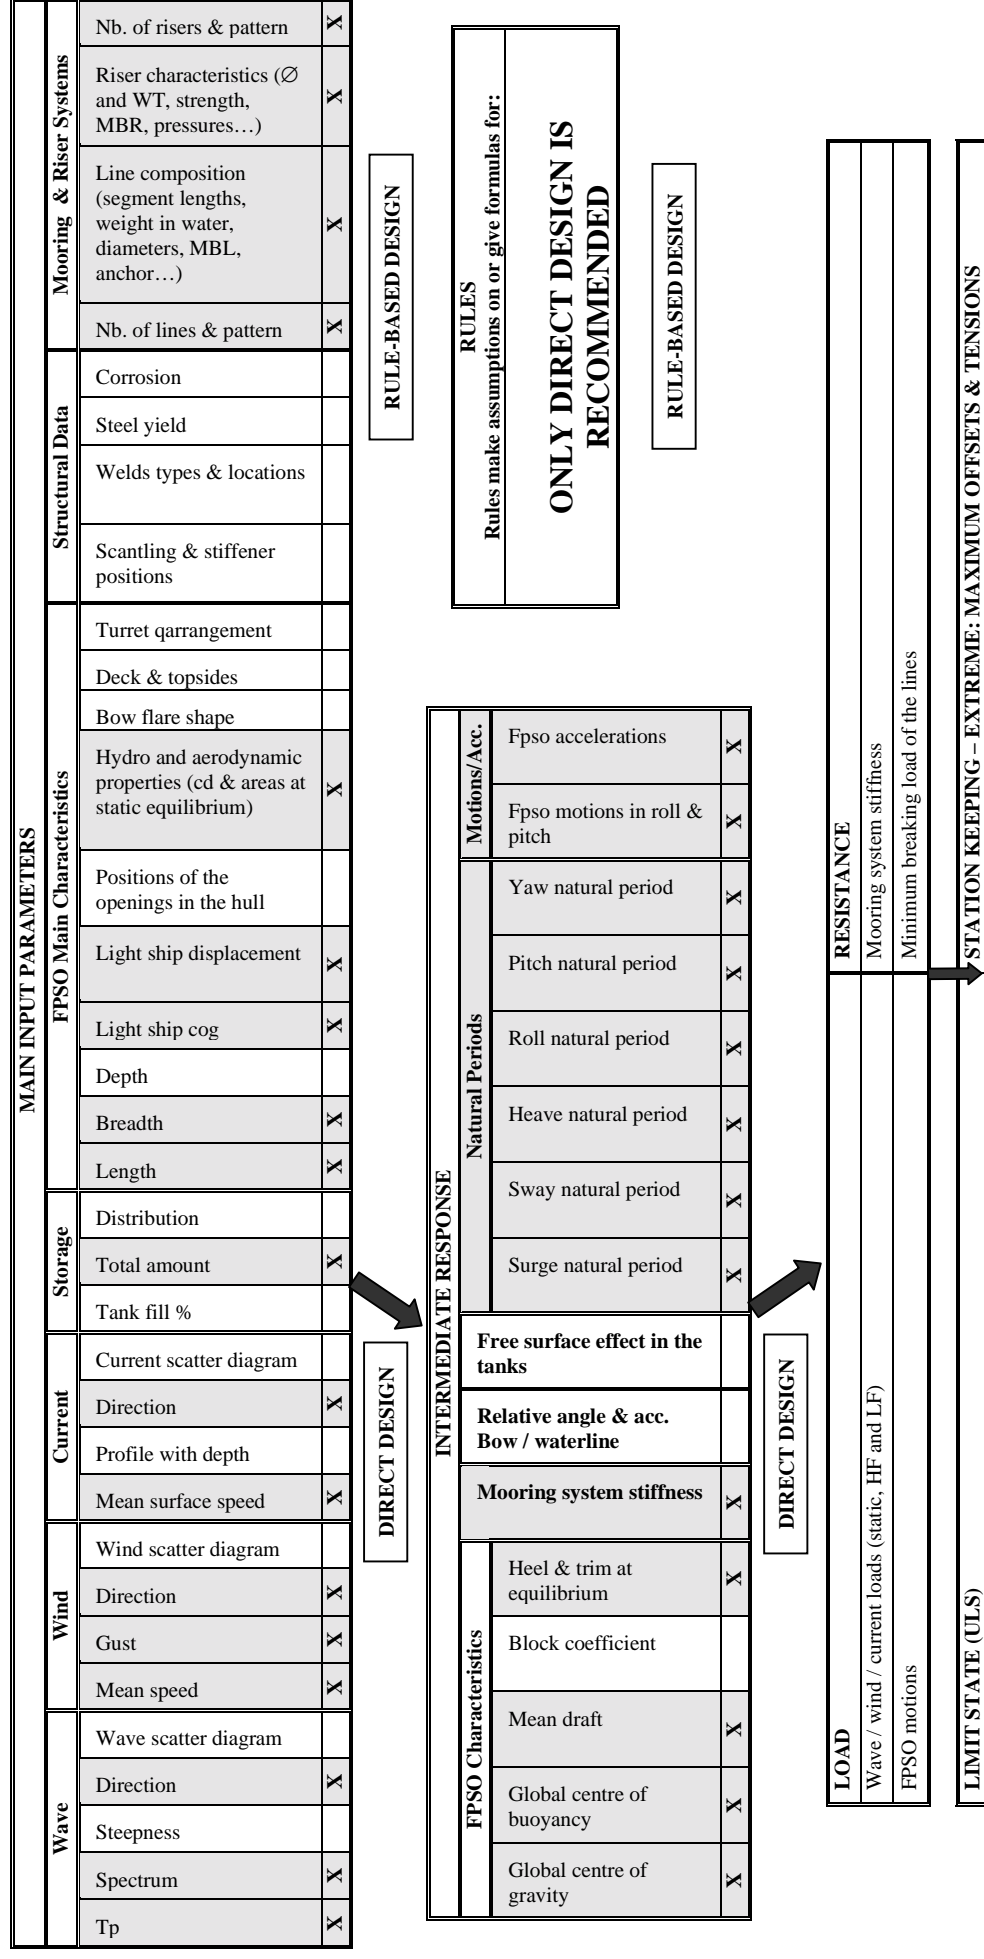 MAIN INPUT PARAMETERS
Wave
Tp
X
Spectrum
X
Steepness
Direction
X
Wave scatter diagram
Wind
Mean speed
X
Gust
X
Direction
X
Wind scatter diagram
Current
Mean surface speed
X
Profile with depth
Direction
X
Current scatter diagram
Storage
Tank fill %
Total amount
X
Distribution
FPSO Main Characteristics
Length
X
Breadth
X
Depth
Light ship cog
X
Light ship displacement
X
Positions of the
openings in the hull
Hydro and aerodynamic
properties (cd & areas at
static equilibrium)
X
Bow flare shape
Deck & topsides
Turret qarrangement
Structural Data
Scantling & stiffener
positions
Welds types & locations
Steel yield
Corrosion
Mooring & Riser Systems
Nb. of lines & pattern
X
Line composition
(segment lengths,
weight in water,
diameters, MBL,
anchor…)
X
Riser characteristics (∅
and WT, strength,
MBR, pressures…)
X
Nb. of risers & pattern
X
DIRECT DESIGN
RULE-BASED DESIGN
INTERMEDIATE RESPONSE
FPSO Characteristics
Global centre of
gravity
X
Global centre of
buoyancy
X
Mean draft
X
Block coefficient
Heel & trim at
equilibrium
X
Mooring system stiffness
X
Relative angle & acc.
Bow / waterline
Free surface effect in the
tanks
Natural Periods
Surge natural period
X
Sway natural period
X
Heave natural period
X
Roll natural period
X
Pitch natural period
X
Yaw natural period
X
Motions/Acc.
Fpso motions in roll &
pitch
X
Fpso accelerations
X
RULES
Rules make assumptions on or give formulas for:
ONLY DIRECT DESIGN IS
RECOMMENDED
DIRECT DESIGN
RULE-BASED DESIGN
LOAD
RESISTANCE
Wave / wind / current loads (static, HF and LF)
Mooring system stiffness
FPSO motions
Minimum breaking load of the lines
LIMIT STATE (ULS)
STATION KEEPING – EXTREME: MAXIMUM OFFSETS & TENSIONS